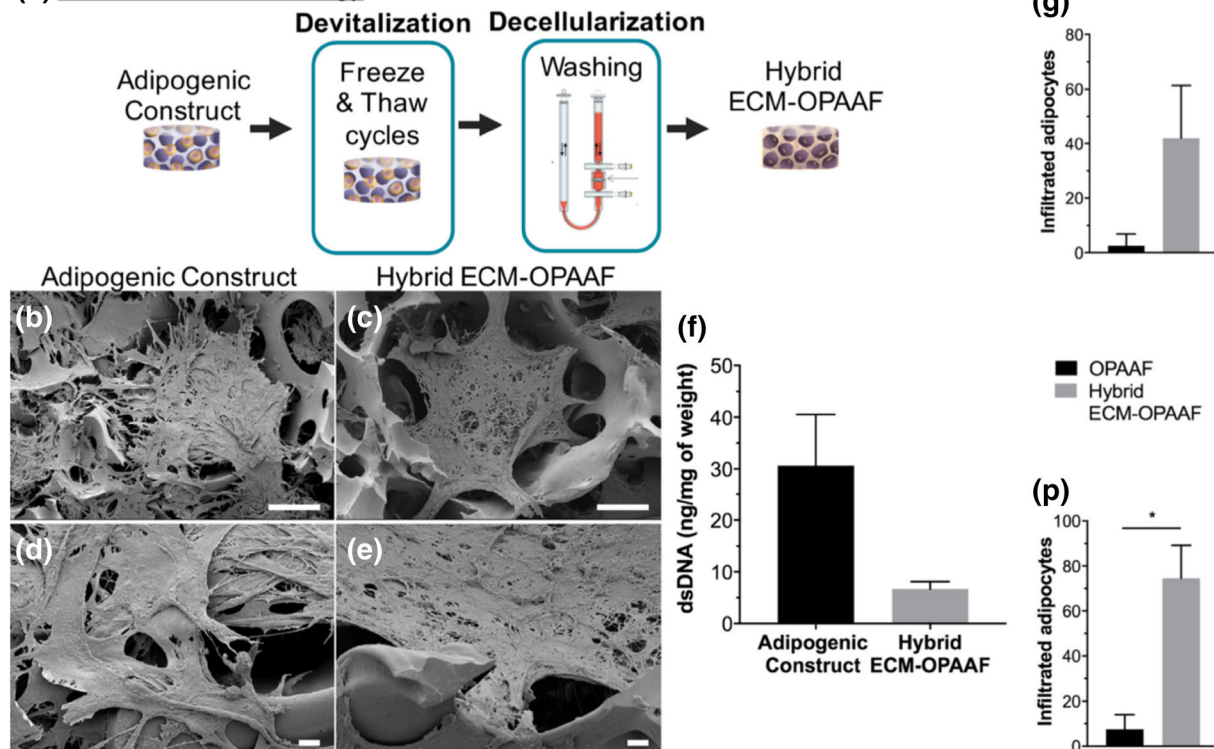 Devitalization
Decellularization
Adipogenic
Construct
Freeze
& Thaw
cycles
Washing
Hybrid
ECM-OPAAF
Adipogenic Construct
Hybrid ECM-OPAAF
(b)
(c)
(d)
(e)
(f)
dsDNA (ng/mg of weight)
50
40
30
20
10
0
Adipogenic
Construct
Hybrid
ECM-OPAAF
(g)
Infiltrated adipocytes
80
60
40
20
0
OPAAF
Hybrid
ECM-OPAAF
(p)
Infiltrated adipocytes
100
80
60
40
20
0
*